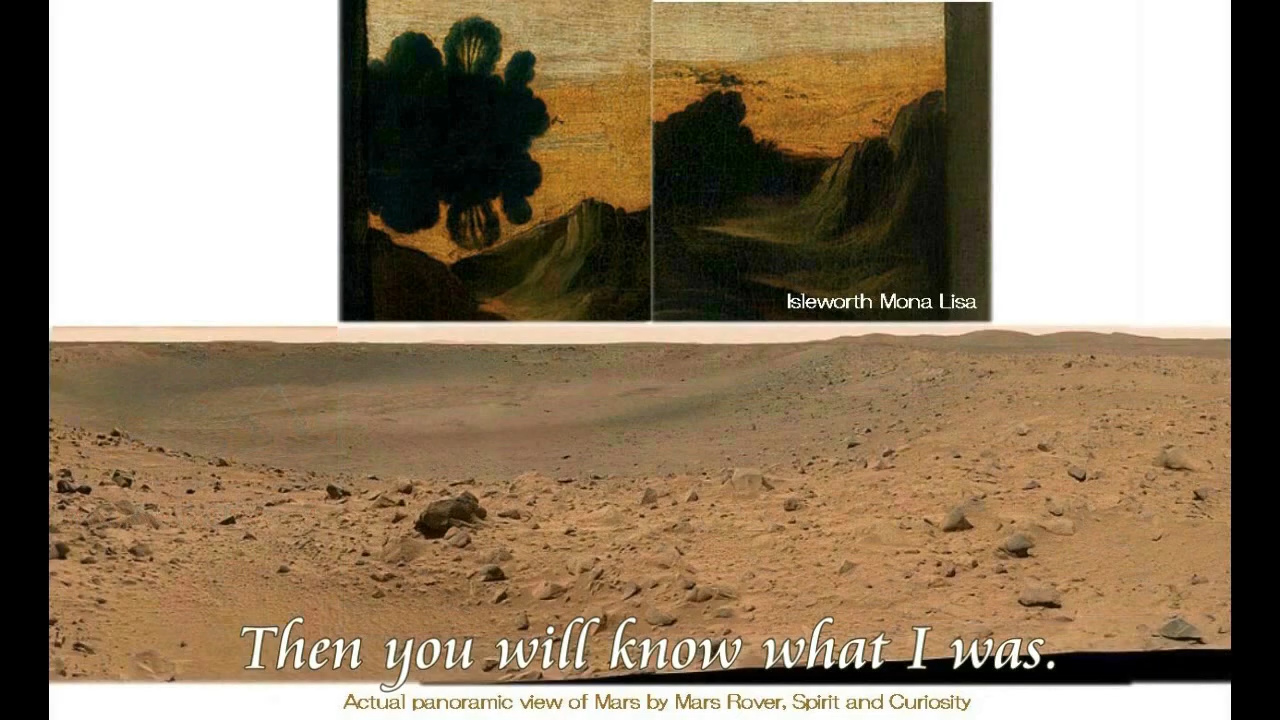 Isleworth Mona Lisa
Then you will know what I was.
Actual panoramic view of Mars by Mars Rover, Spirit and Curiosity